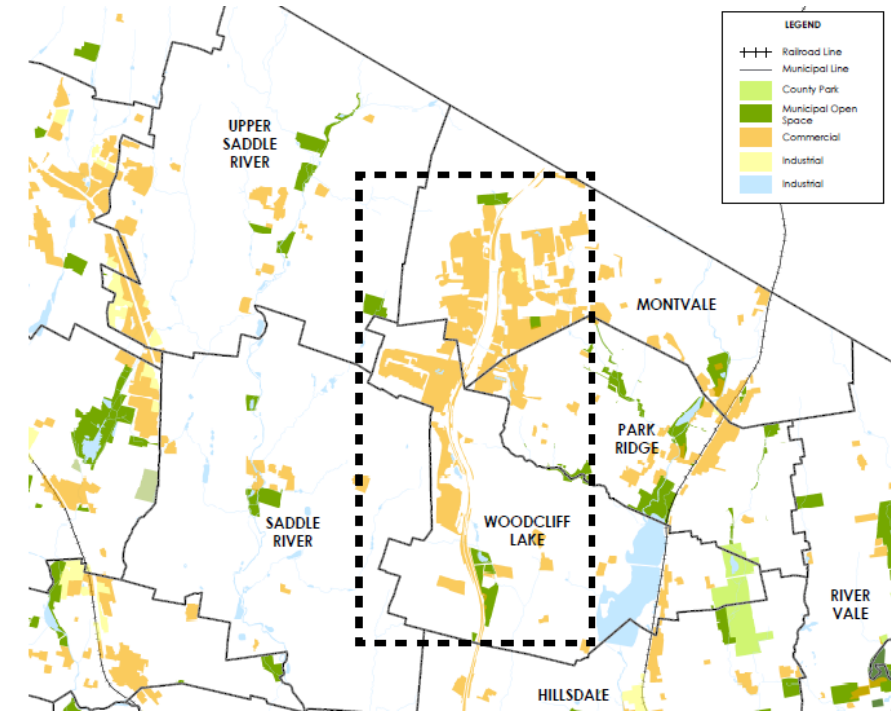 LEGEND
Railroad Line
Municipal Line
County Park
Municipal Open
Space
Commercial
Industrial
Industrial
UPPER
SADDLE
RIVER
MONTVALE
PARK
RIDGE
SADDLE
RIVER
WOODCLIFF
LAKE
RIVER
VALE
HILLSDALE